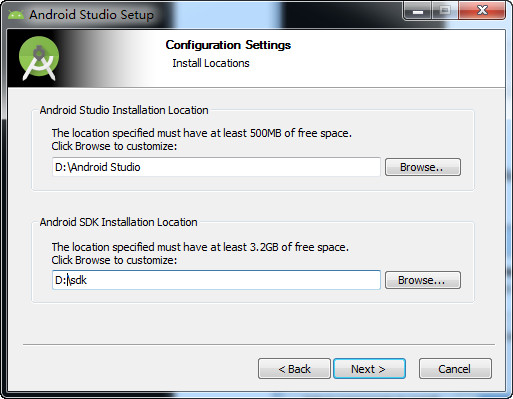 Android Studio Setup
Configuration Settings
Install Locations
Android Studio Installation Location
The location specified must have at least 500MB of free space.
Click Browse to customize:
D:\Android Studio
Browse..
Android SDK Installation Location
The location specified must have at least 3.2GB of free space.
Click Browse to customize:
D:\sdk
Browse...
< Back
Next >
Cancel